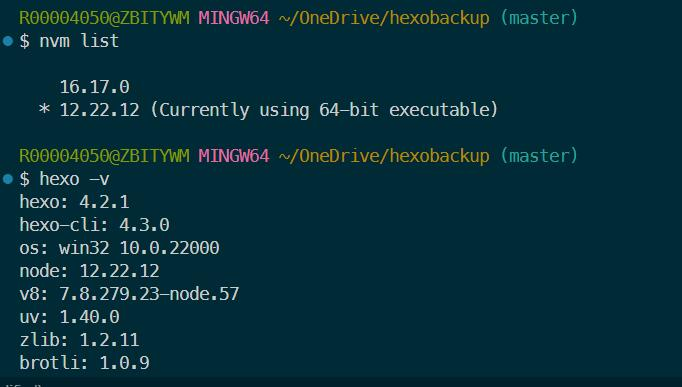 R00004050@ZBITYWM MINGW64 ~/OneDrive/hexobackup (master)
$ nvm list
16.17.0
* 12.22.12 (Currently using 64-bit executable)
R00004050@ZBITYWM MINGW64 ~/OneDrive/hexobackup (master)
$ hexo -v
hexo: 4.2.1
hexo-cli: 4.3.0
os: win32 10.0.22000
node: 12.22.12
v8: 7.8.279.23-node.57
uv: 1.40.0
zlib: 1.2.11
brotli: 1.0.9